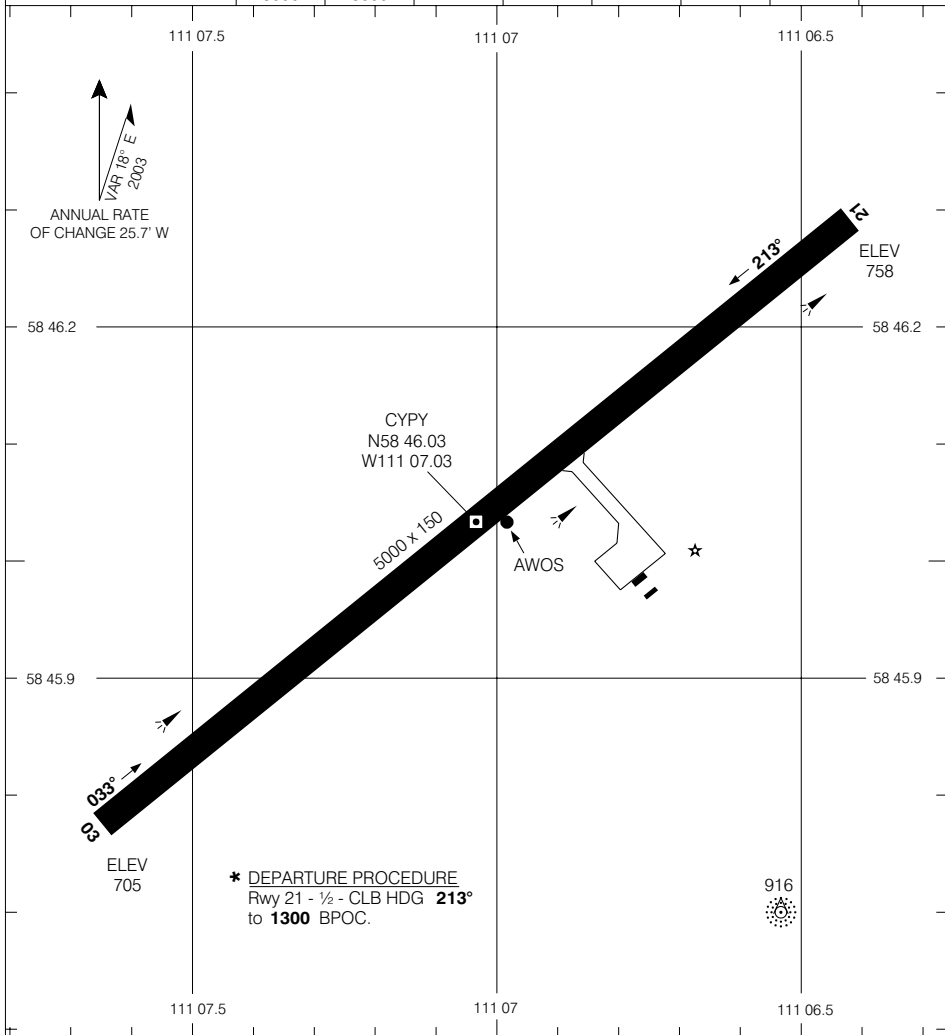 111 07.5
111 07
111 06.5
VAR 18° E
2003
ANNUAL RATE
OF CHANGE 25.7' W
21
213°
ELEV
758
58 46.2
58 46.2
CYPY
N58 46.03
W111 07.03
5000 x 150
AWOS
58 45.9
58 45.9
033°
03
ELEV
705
* DEPARTURE PROCEDURE
Rwy 21 - ½ - CLB HDG 213°
to 1300 BPOC.
916
111 07.5
111 07
111 06.5